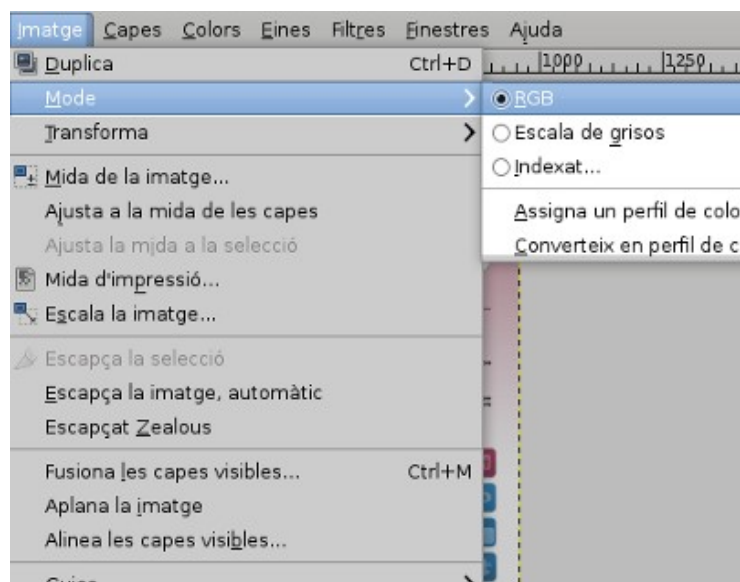 Imatge Capes Colors Eines Filtres Finestres Ajuda
Duplica Ctrl+D
1000 1250
Mode
RGB
Transforma
Escala de grisos
Indexat...
Mida de la imatge...
Ajusta a la mida de les capes
Assigna un perfil de colo
Ajusta la mida a la selecció
Converteix en perfil de c
Mida d'impressió...
Escala la imatge...
Escapça la selecció
Escapça la imatge, automàtic
Escapçat Zealous
Fusiona les capes visibles... Ctrl+M
Aplana la imatge
Alinea les capes visibles...